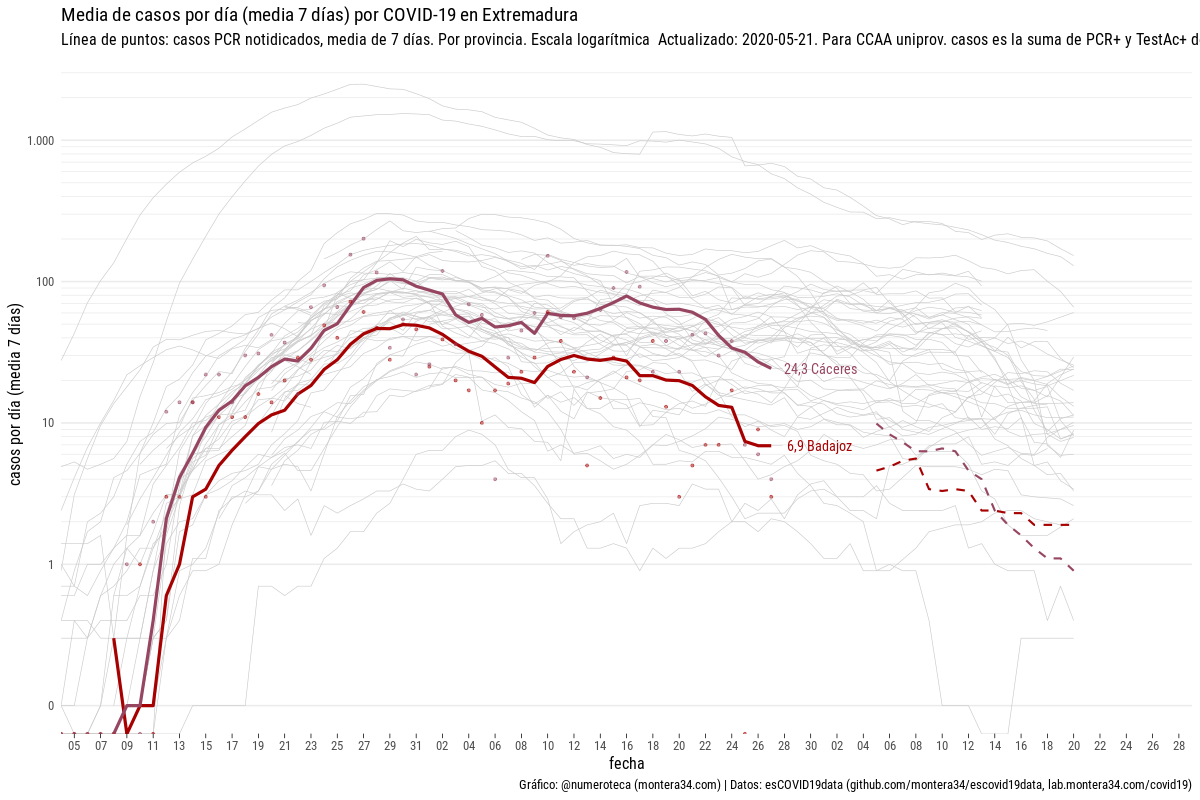 Media de casos por día (media 7 días) por COVID-19 en Extremadura
Línea de puntos: casos PCR notidicados, media de 7 días. Por provincia. Escala logarítmica  Actualizado: 2020-05-21. Para CCAA uniprov. casos es la suma de PCR+ y TestAc+ d
casos por día (media 7 días)
1.000
100
10
1
0
24,3 Cáceres
6,9 Badajoz
05 07 09 11 13 15 17 19 21 23 25 27 29 31 02 04 06 08 10 12 14 16 18 20 22 24 26 28 30 02 04 06 08 10 12 14 16 18 20 22 24 26 28
fecha
Gráfico: @numeroteca (montera34.com) | Datos: esCOVID19data (github.com/montera34/escovid19data, lab.montera34.com/covid19)